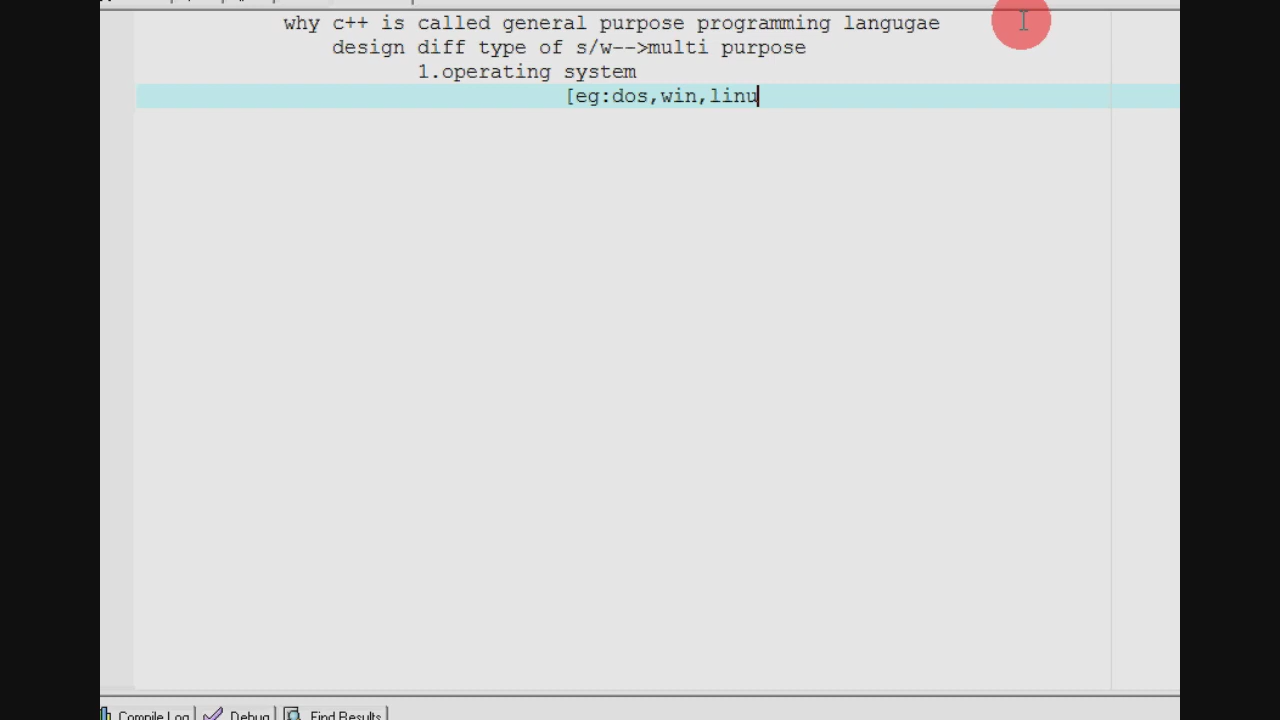 why c++ is called general purpose programming langugae
design diff type of s/w-->multi purpose
1.operating system
[eg:dos,win,linu
Compile Log Debug Find Results